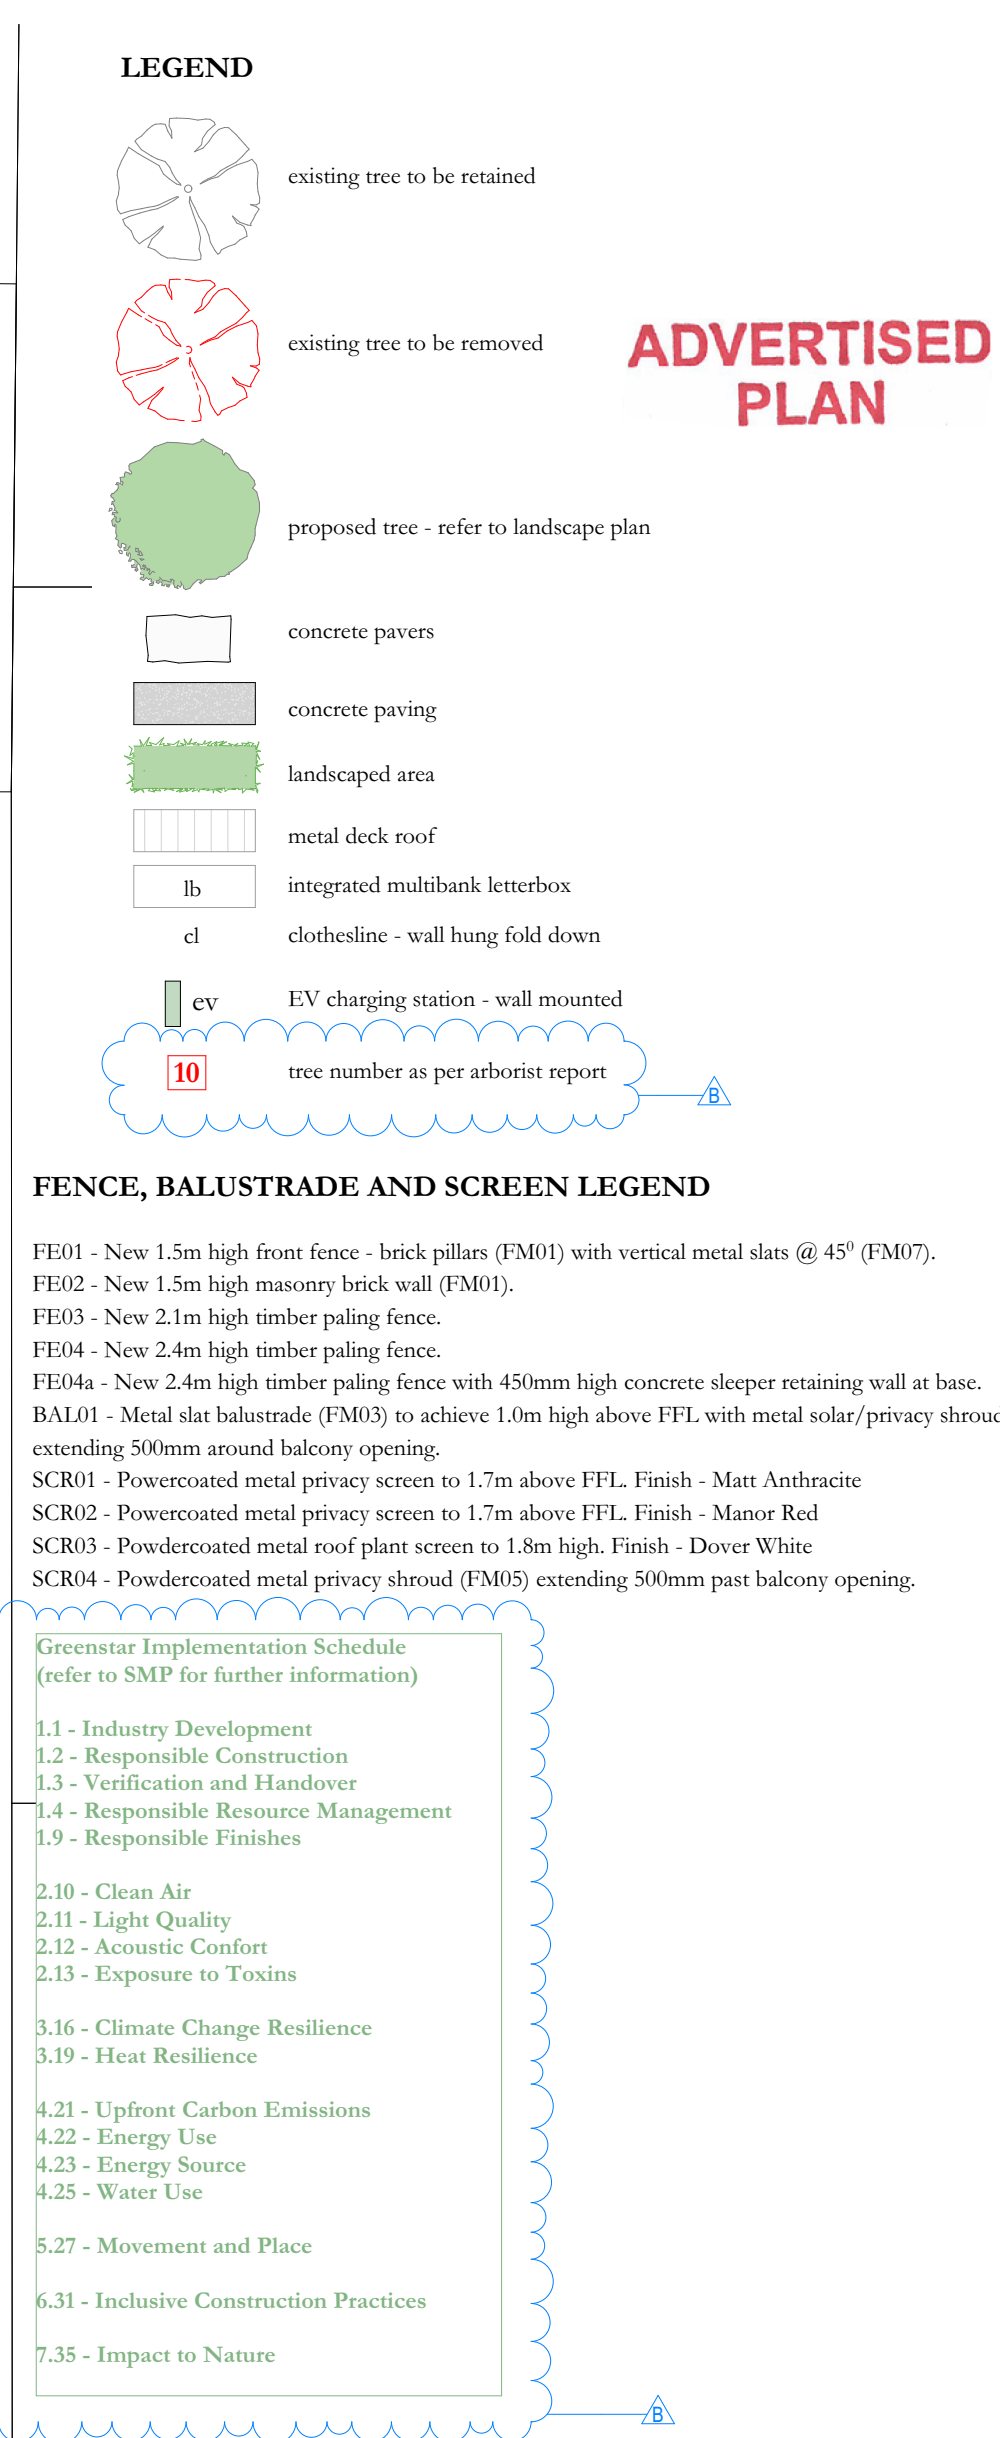 LEGEND
existing tree to be retained
existing tree to be removed
ADVERTISED
PLAN
proposed tree - refer to landscape plan
concrete pavers
concrete paving
landscaped area
metal deck roof
lb integrated multibank letterbox
cl clothesline - wall hung fold down
ev EV charging station - wall mounted
10 tree number as per arborist report
B
FENCE, BALUSTRADE AND SCREEN LEGEND
FE01 - New 1.5m high front fence - brick pillars (FM01) with vertical metal slats @ 45⁰ (FM07).
FE02 - New 1.5m high masonry brick wall (FM01).
FE03 - New 2.1m high timber paling fence.
FE04 - New 2.4m high timber paling fence.
FE04a - New 2.4m high timber paling fence with 450mm high concrete sleeper retaining wall at base.
BAL01 - Metal slat balustrade (FM03) to achieve 1.0m high above FFL with metal solar/privacy shroud
extending 500mm around balcony opening.
SCR01 - Powercoated metal privacy screen to 1.7m above FFL. Finish - Matt Anthracite
SCR02 - Powercoated metal privacy screen to 1.7m above FFL. Finish - Manor Red
SCR03 - Powdercoated metal roof plant screen to 1.8m high. Finish - Dover White
SCR04 - Powdercoated metal privacy shroud (FM05) extending 500mm past balcony opening.
Greenstar Implementation Schedule
(refer to SMP for further information)
1.1 - Industry Development
1.2 - Responsible Construction
1.3 - Verification and Handover
1.4 - Responsible Resource Management
1.9 - Responsible Finishes
2.10 - Clean Air
2.11 - Light Quality
2.12 - Acoustic Confort
2.13 - Exposure to Toxins
3.16 - Climate Change Resilience
3.19 - Heat Resilience
4.21 - Upfront Carbon Emissions
4.22 - Energy Use
4.23 - Energy Source
4.25 - Water Use
5.27 - Movement and Place
6.31 - Inclusive Construction Practices
7.35 - Impact to Nature
B